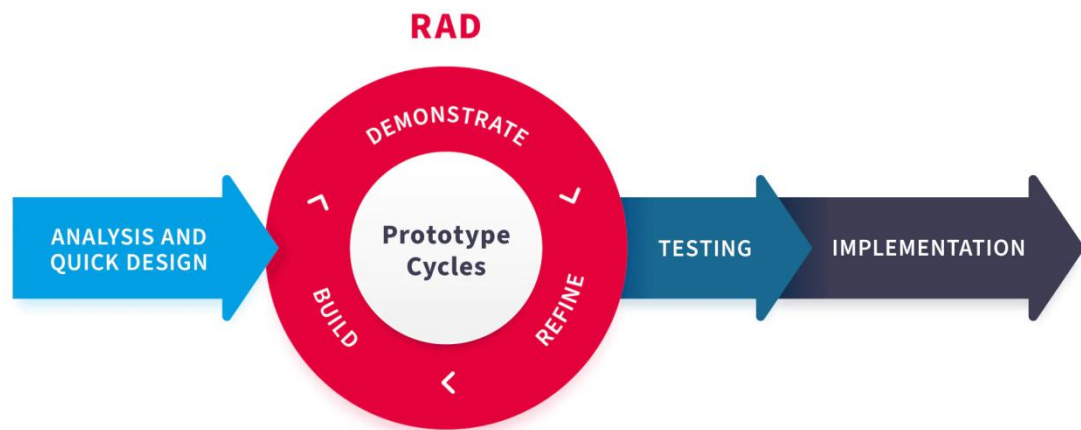 RAD
ANALYSIS AND
QUICK DESIGN
DEMONSTRATE
Prototype
Cycles
BUILD
REFINE
TESTING
IMPLEMENTATION